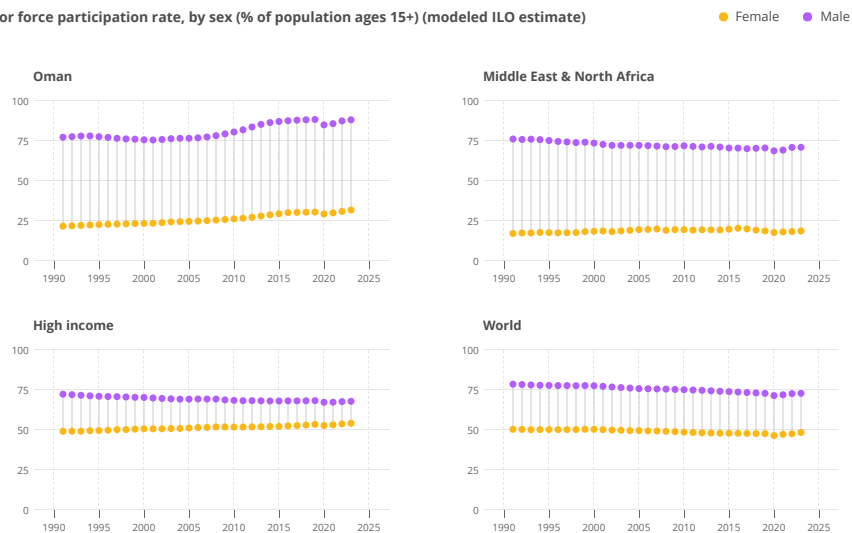 or force participation rate, by sex (% of population ages 15+) (modeled ILO estimate)
Female Male
Oman
100
75
50
25
0
1990 1995 2000 2005 2010 2015 2020 2025
Middle East & North Africa
100
75
50
25
0
1990 1995 2000 2005 2010 2015 2020 2025
High income
100
75
50
25
0
1990 1995 2000 2005 2010 2015 2020 2025
World
100
75
50
25
0
1990 1995 2000 2005 2010 2015 2020 2025